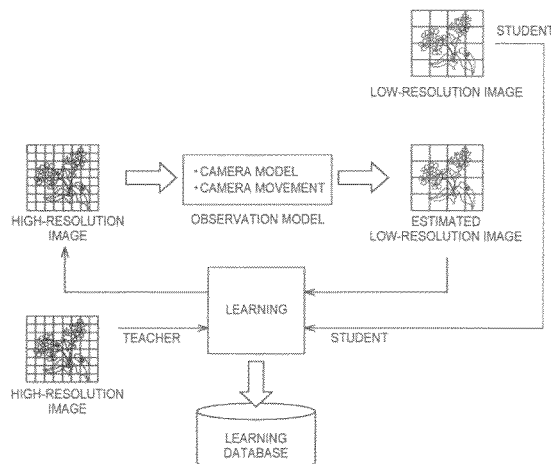 STUDENT
LOW-RESOLUTION IMAGE
• CAMERA MODEL
• CAMERA MOVEMENT
OBSERVATION MODEL
HIGH-RESOLUTION
IMAGE
ESTIMATED
LOW-RESOLUTION IMAGE
LEARNING
TEACHER
STUDENT
HIGH-RESOLUTION
IMAGE
LEARNING
DATABASE